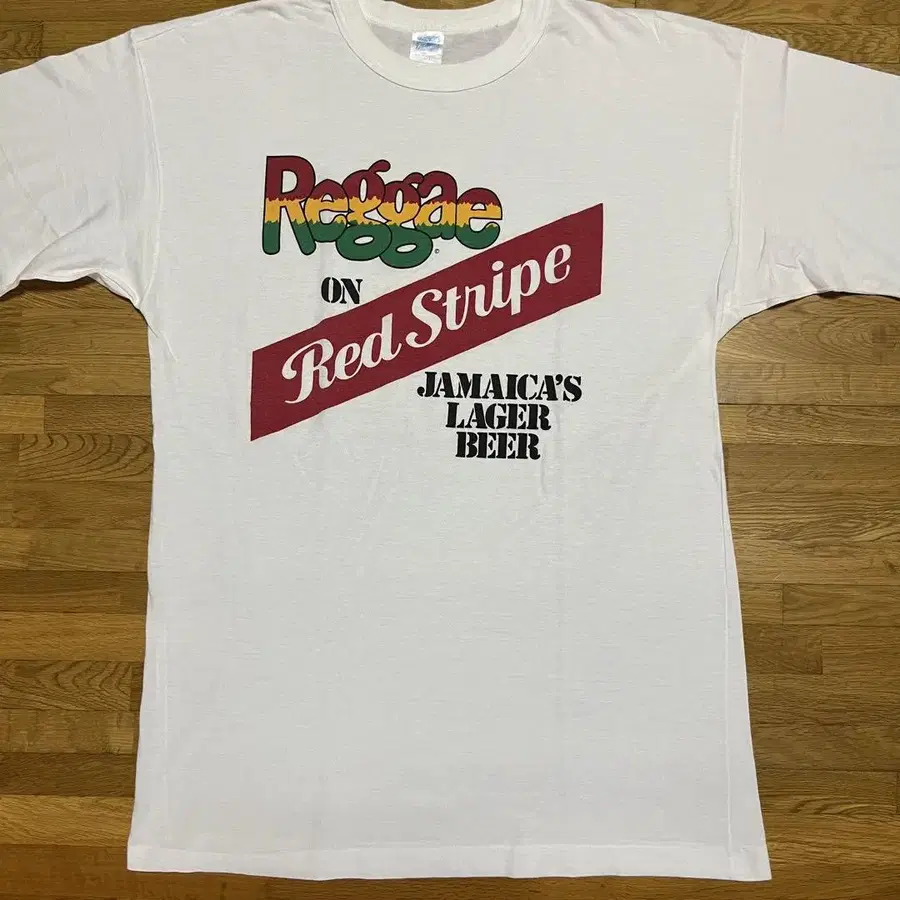 Reggae
©
ON
Red Stripe
JAMAICA'S
LAGER
BEER